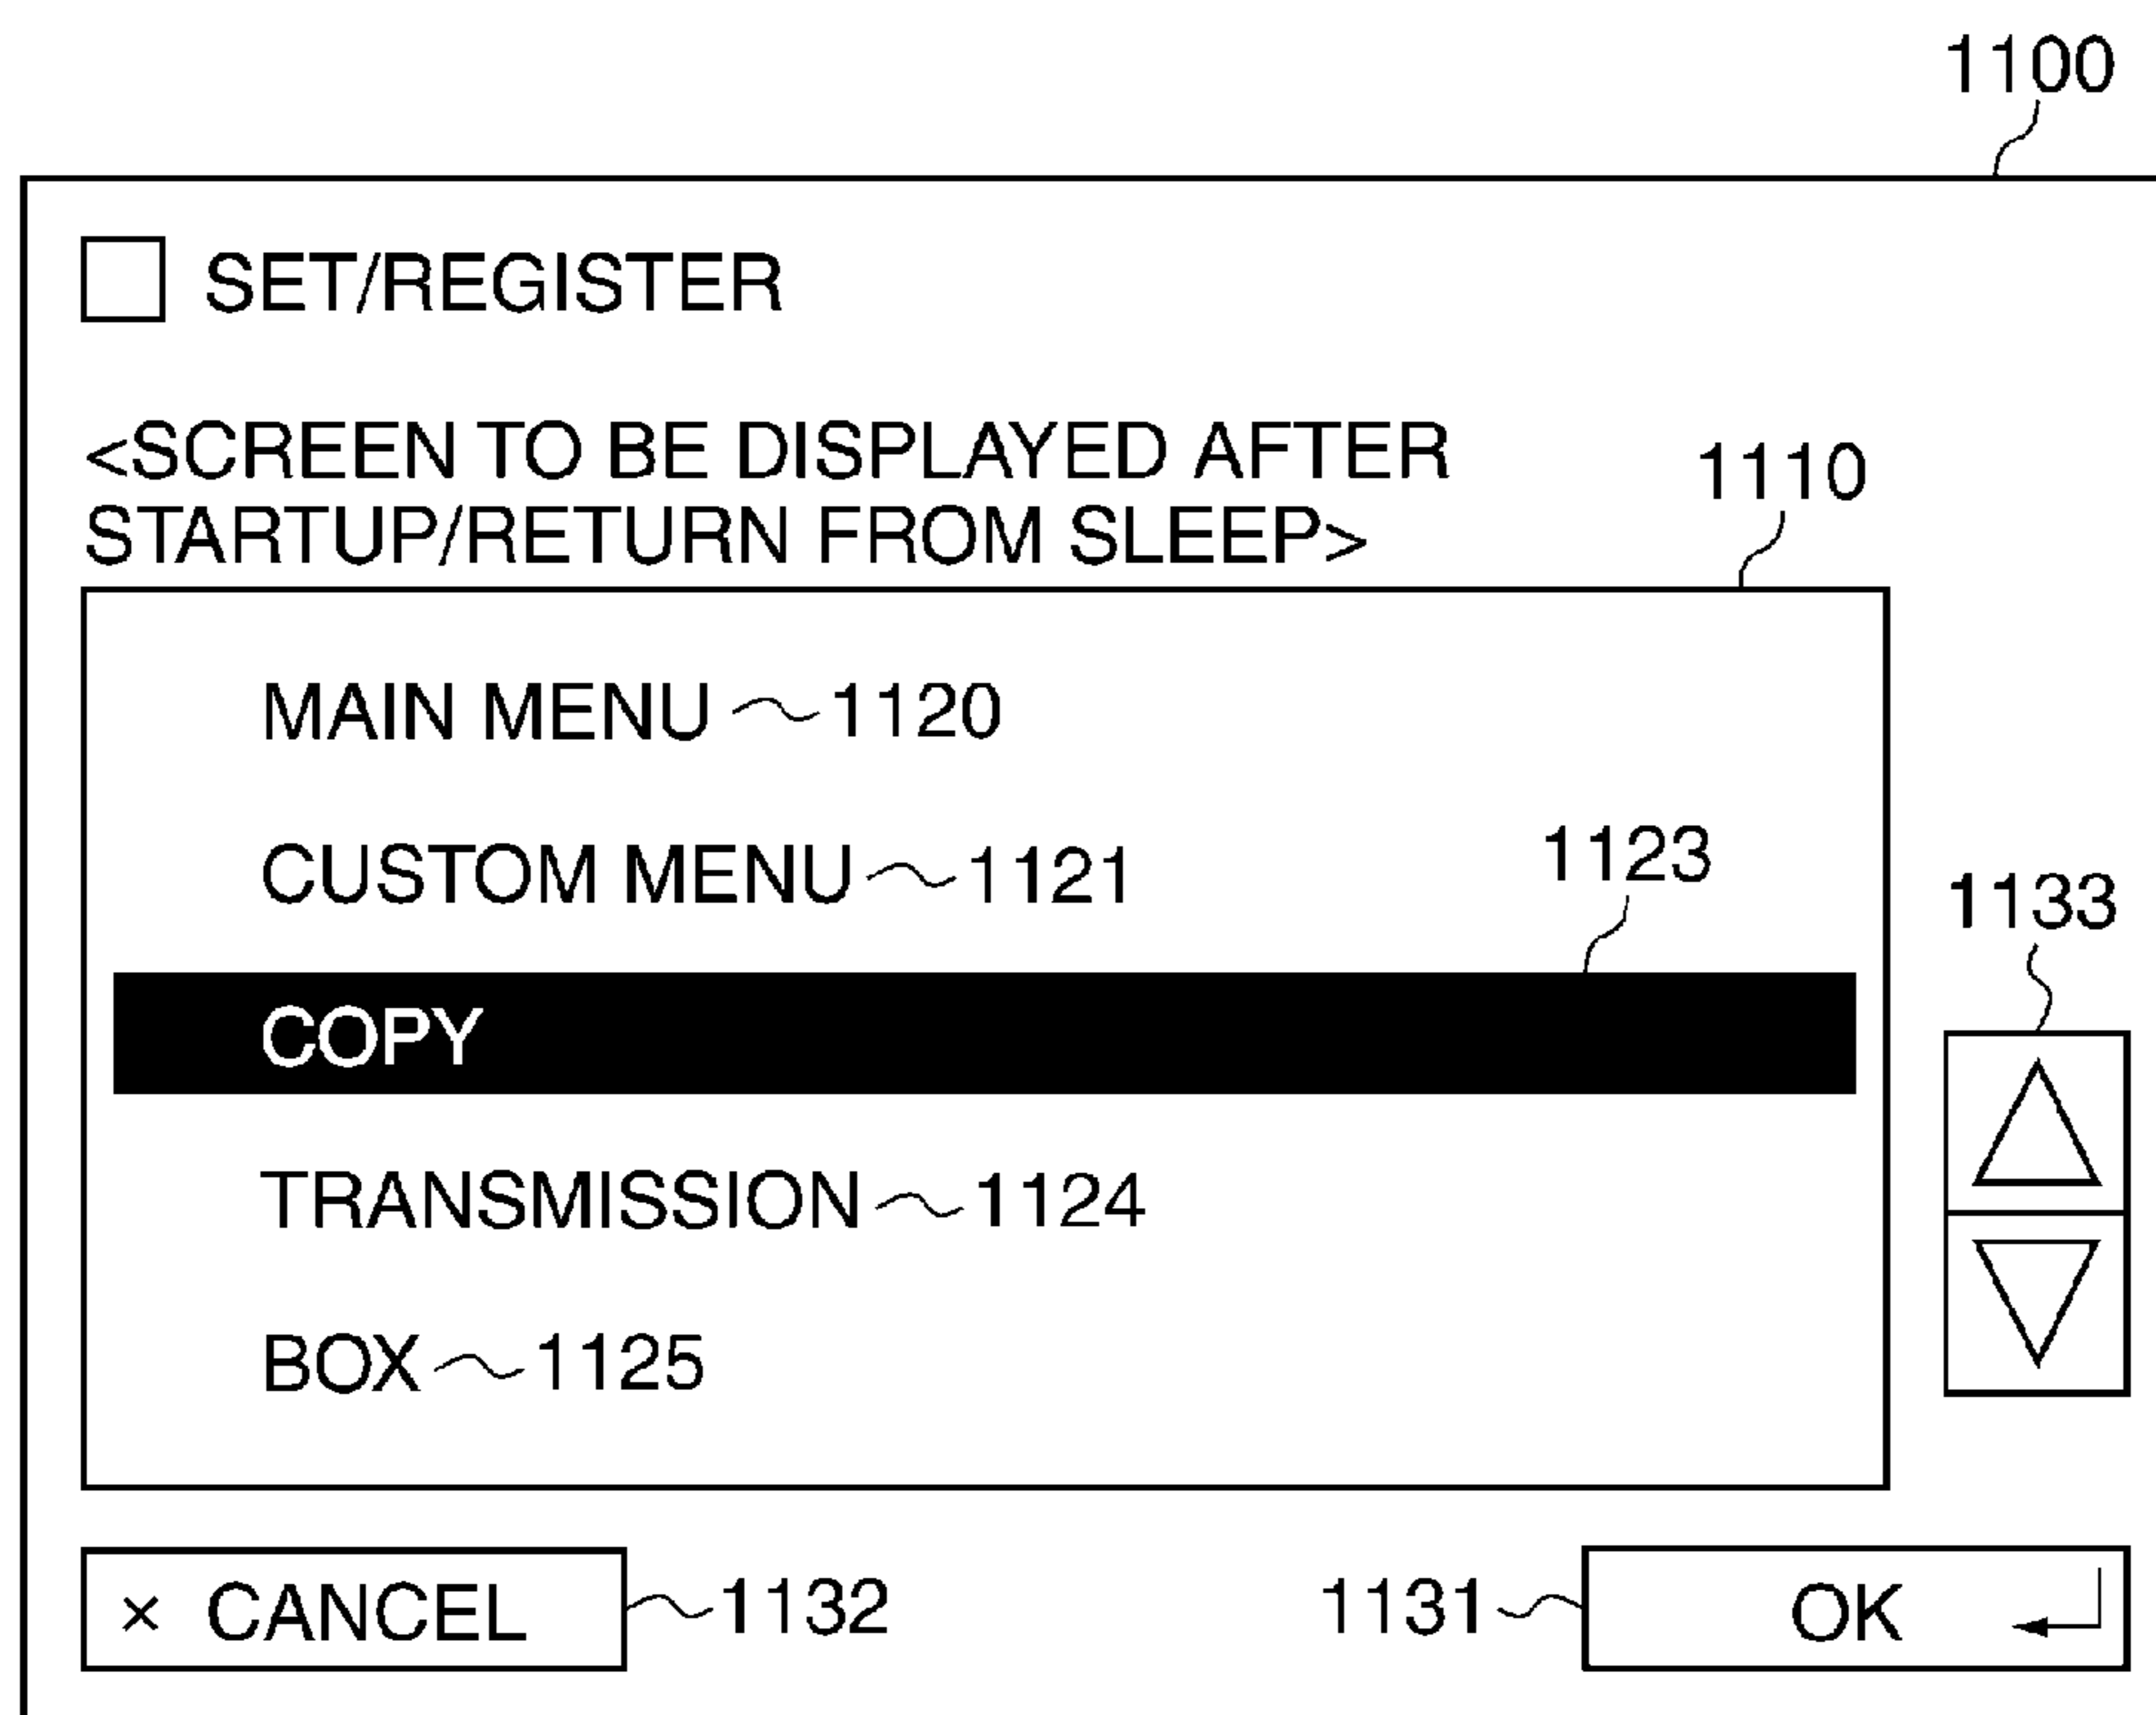 1100
SET/REGISTER
<SCREEN TO BE DISPLAYED AFTER
STARTUP/RETURN FROM SLEEP>
1110
MAIN MENU 1120
CUSTOM MENU 1121
1123
1133
COPY
TRANSMISSION 1124
BOX 1125
× CANCEL 1132
1131 OK